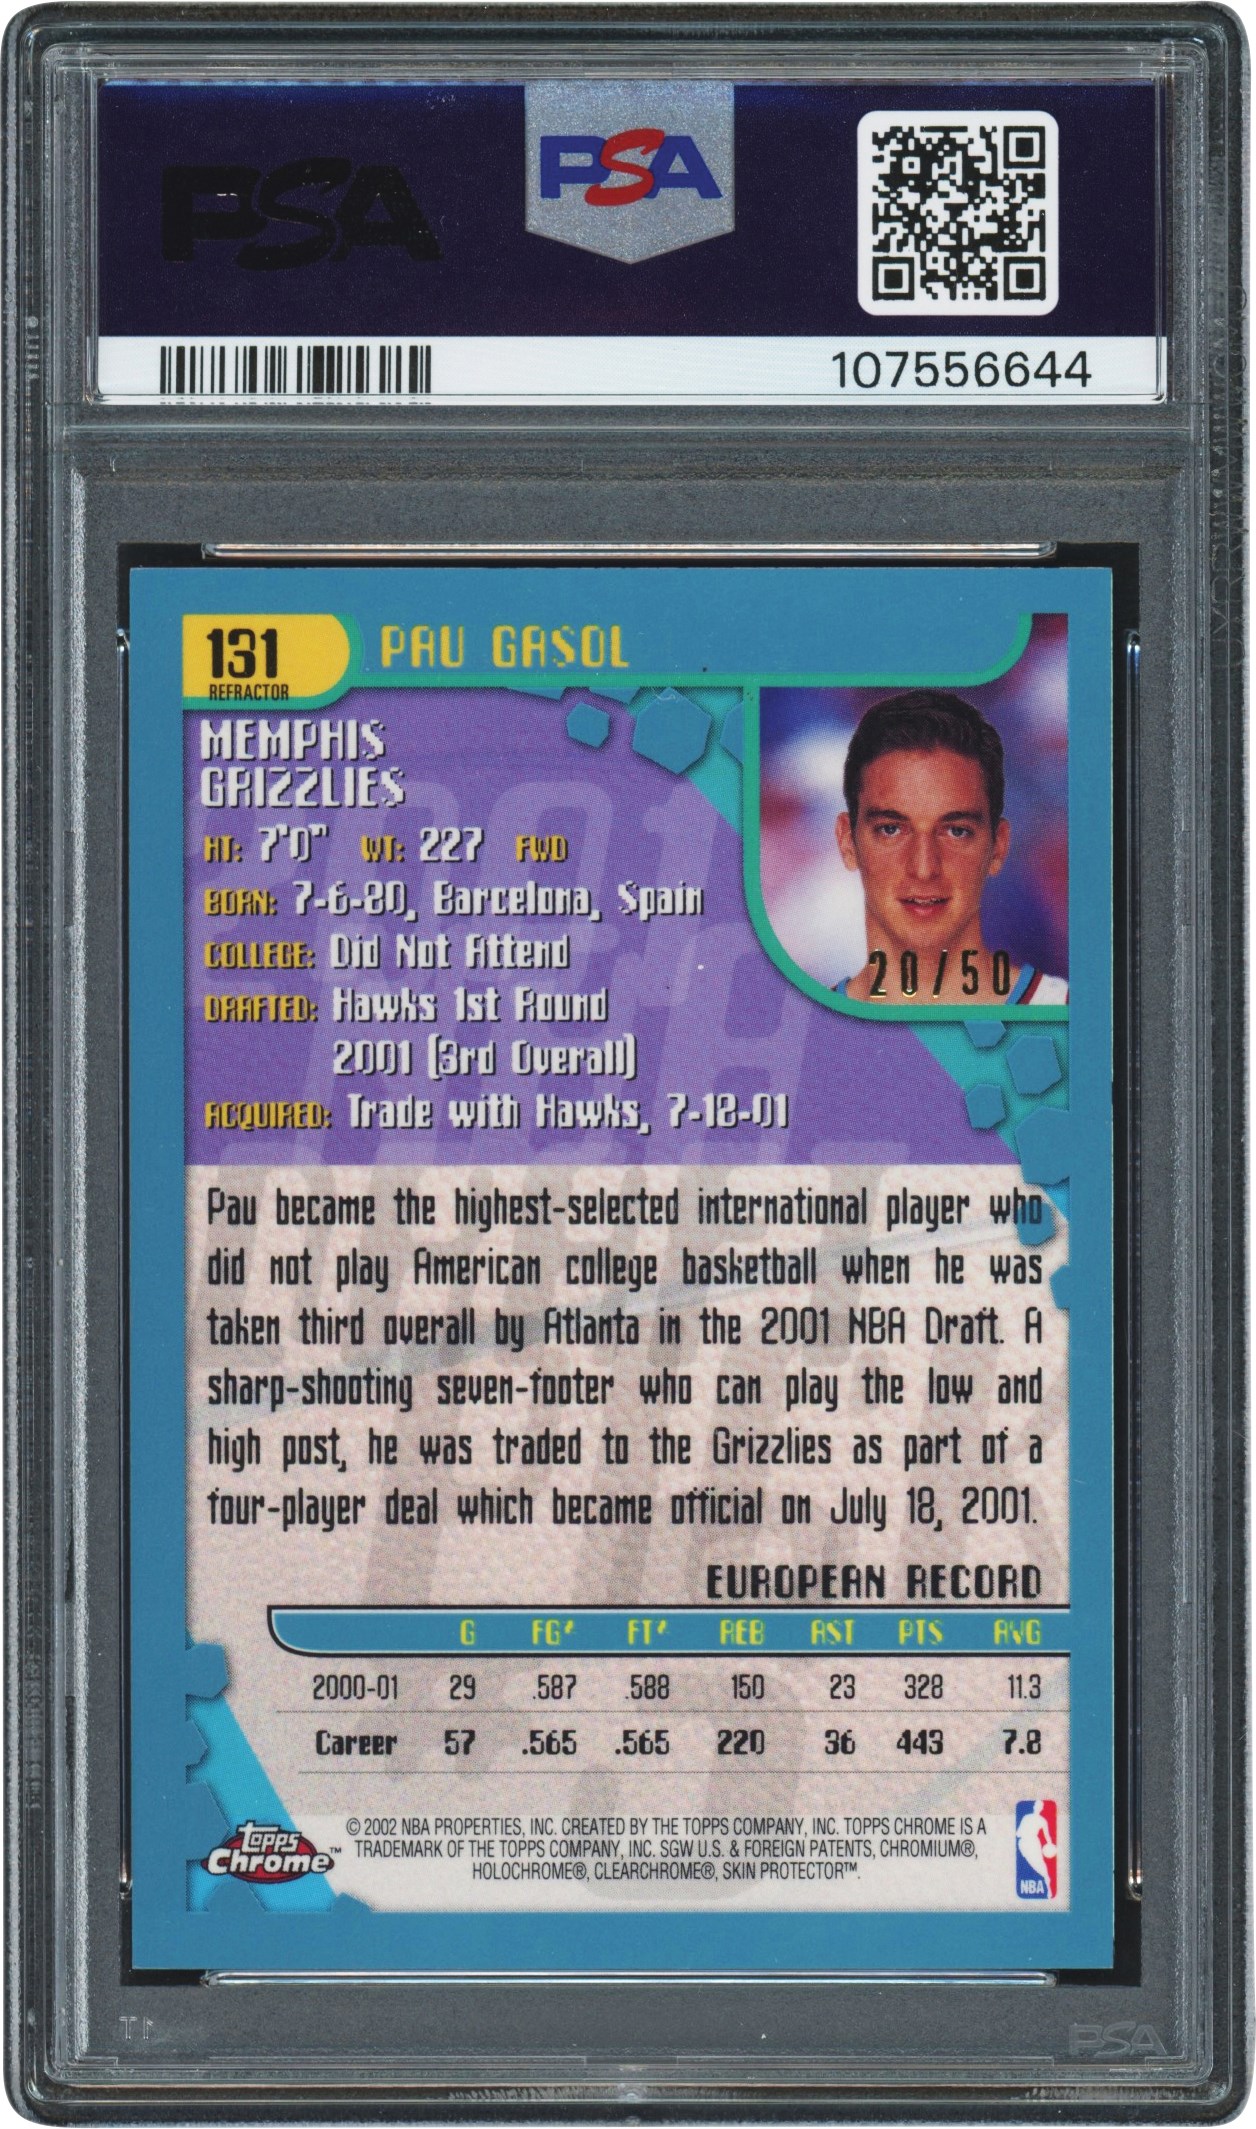 PSA
PSA
107556644
131
REFRACTOR
PAU GASOL
MEMPHIS
GRIZZLIES
HT: 7'0" WT: 227 FWD
BORN: 7-6-80, Barcelona, Spain
COLLEGE: Did Not Attend
DRAFTED: Hawks 1st Round
2001 (3rd Overall)
ACQUIRED: Trade with Hawks, 7-18-01
20/50
Pau became the highest-selected international player who
did not play American college basketball when he was
taken third overall by Atlanta in the 2001 NBA Draft. A
sharp-shooting seven-footer who can play the low and
high post, he was traded to the Grizzlies as part of a
four-player deal which became official on July 18, 2001.
EUROPEAN RECORD
G FG% FT% REB AST PTS AVG
2000-01 29 .587 .588 150 23 328 11.3
Career 57 .565 .565 220 36 443 7.8
Topps
Chrome™
© 2002 NBA PROPERTIES, INC. CREATED BY THE TOPPS COMPANY, INC. TOPPS CHROME IS A
TRADEMARK OF THE TOPPS COMPANY, INC. SGW U.S. & FOREIGN PATENTS, CHROMIUM®,
HOLOCHROME®, CLEARCHROME®, SKIN PROTECTOR™.
NBA
PSA